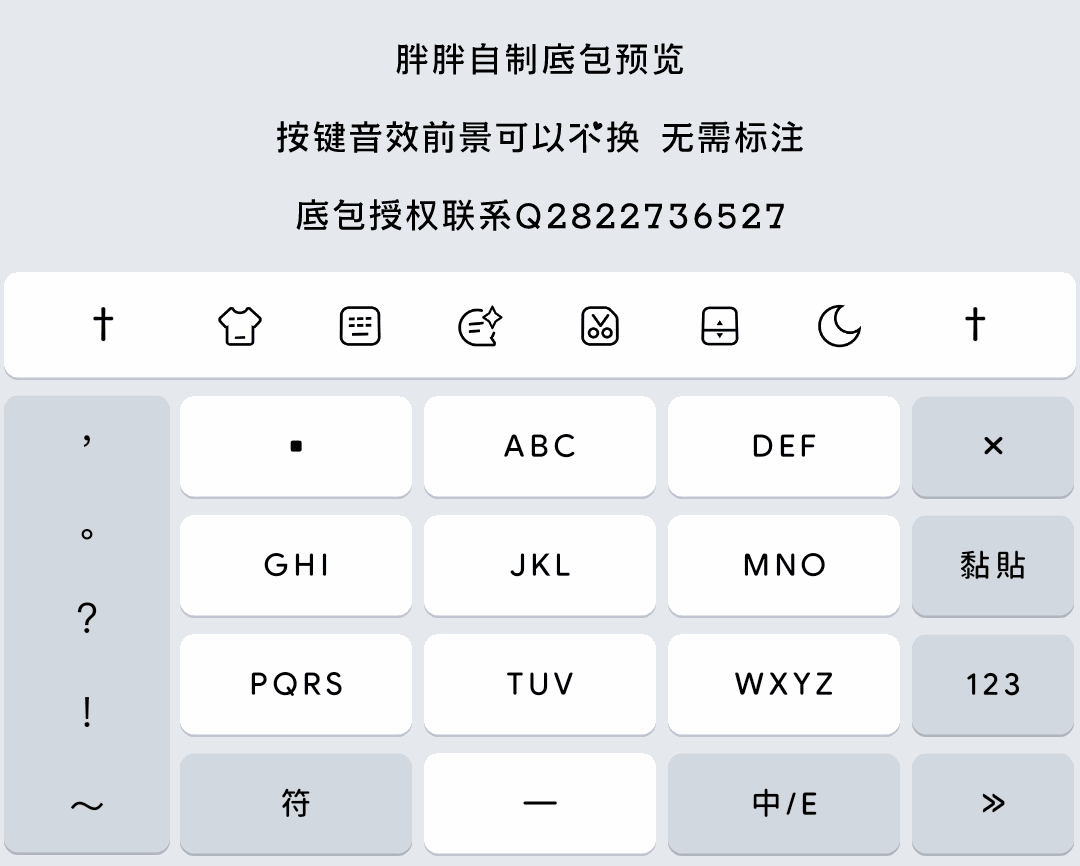 胖胖自制底包预览
按键音效前景可以不换 无需标注
底包授权联系Q2822736527
,
ABC
DEF
×
。
GHI
JKL
MNO
黏貼
?
PQRS
TUV
WXYZ
123
!
～
符
—
中/E
»